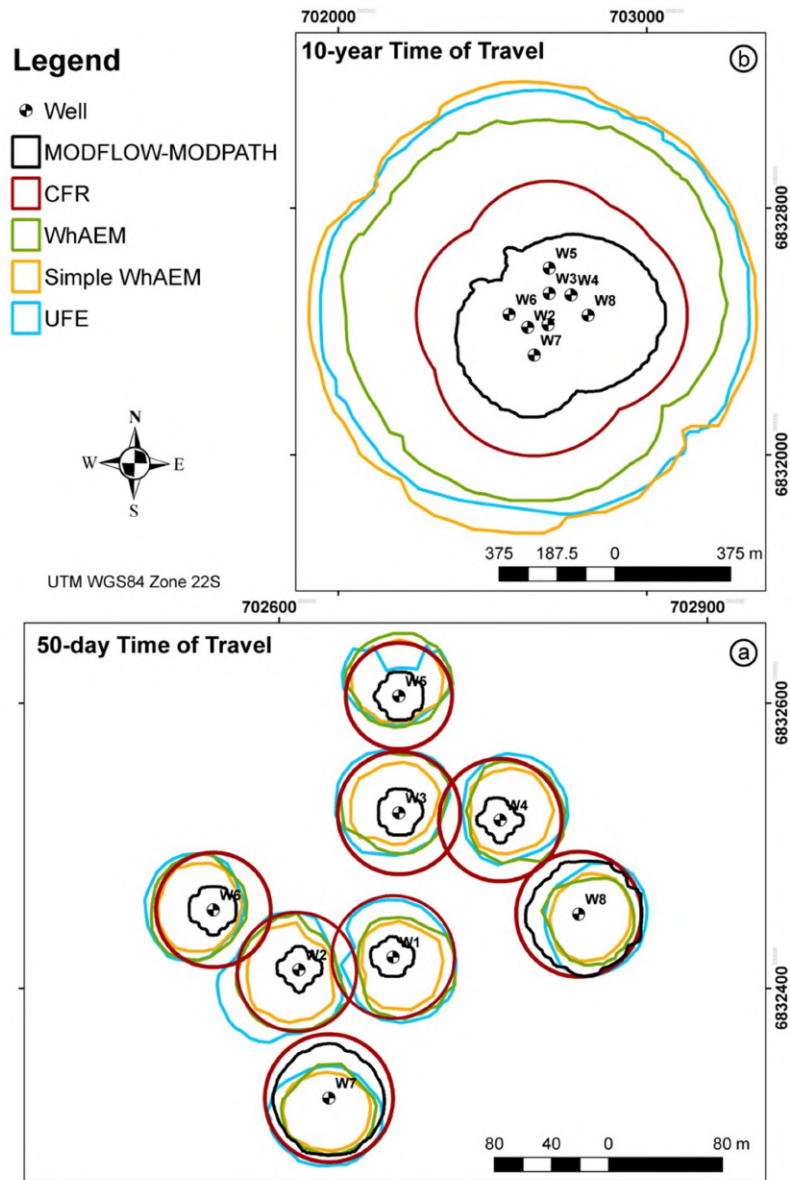 702000
703000
Legend
Well
MODFLOW-MODPATH
CFR
WhAEM
Simple WhAEM
UFE
N
W
E
S
UTM WGS84 Zone 22S
10-year Time of Travel
b
W5
W3
W4
W6
W8
W2
W7
6832800
6832000
375 187.5 0 375 m
702600
702900
50-day Time of Travel
a
W5
W3
W4
W6
W8
W1
W2
W7
6832600
6832400
80 40 0 80 m